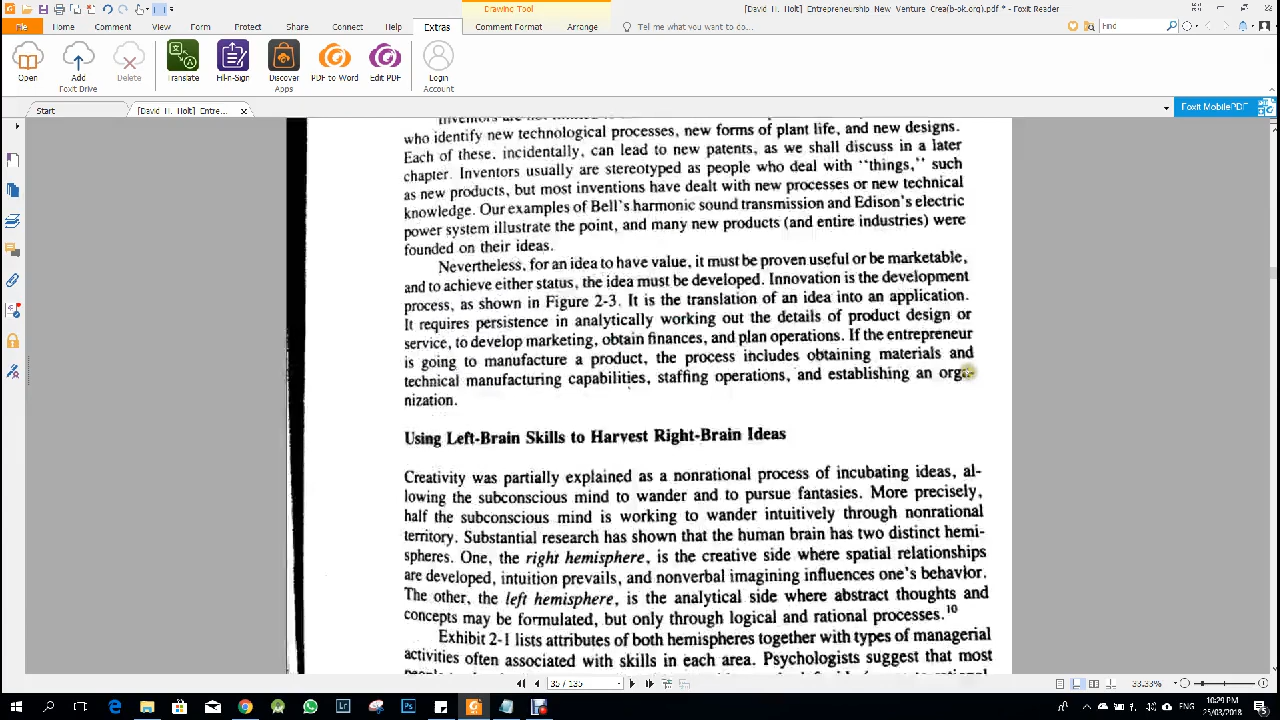 Drawing Tool
[David_H._Holt]_Entrepreneurship_New_Venture_Crea(b-ok.org).pdf * - Foxit Reader
File Home Comment View Form Protect Share Connect Help Extras Comment Format Arrange Tell me what you want to do... Find
Open Add Delete Translate Fill-n-Sign Discover PDF to Word Edit PDF Login
Foxit Drive Apps Account
Start [David_H._Holt]_Entre... Foxit MobilePDF
who identify new technological processes, new forms of plant life, and new designs.
Each of these, incidentally, can lead to new patents, as we shall discuss in a later
chapter. Inventors usually are stereotyped as people who deal with "things," such
as new products, but most inventions have dealt with new processes or new technical
knowledge. Our examples of Bell's harmonic sound transmission and Edison's electric
power system illustrate the point, and many new products (and entire industries) were
founded on their ideas.
Nevertheless, for an idea to have value, it must be proven useful or be marketable,
and to achieve either status, the idea must be developed. Innovation is the development
process, as shown in Figure 2-3. It is the translation of an idea into an application.
It requires persistence in analytically working out the details of product design or
service, to develop marketing, obtain finances, and plan operations. If the entrepreneur
is going to manufacture a product, the process includes obtaining materials and
technical manufacturing capabilities, staffing operations, and establishing an orga-
nization.
Using Left-Brain Skills to Harvest Right-Brain Ideas
Creativity was partially explained as a nonrational process of incubating ideas, al-
lowing the subconscious mind to wander and to pursue fantasies. More precisely,
half the subconscious mind is working to wander intuitively through nonrational
territory. Substantial research has shown that the human brain has two distinct hemi-
spheres. One, the right hemisphere, is the creative side where spatial relationships
are developed, intuition prevails, and nonverbal imagining influences one's behavior.
The other, the left hemisphere, is the analytical side where abstract thoughts and
concepts may be formulated, but only through logical and rational processes.10
Exhibit 2-1 lists attributes of both hemispheres together with types of managerial
activities often associated with skills in each area. Psychologists suggest that most
35 / 135 33.33%
10:29 PM
25/03/2018